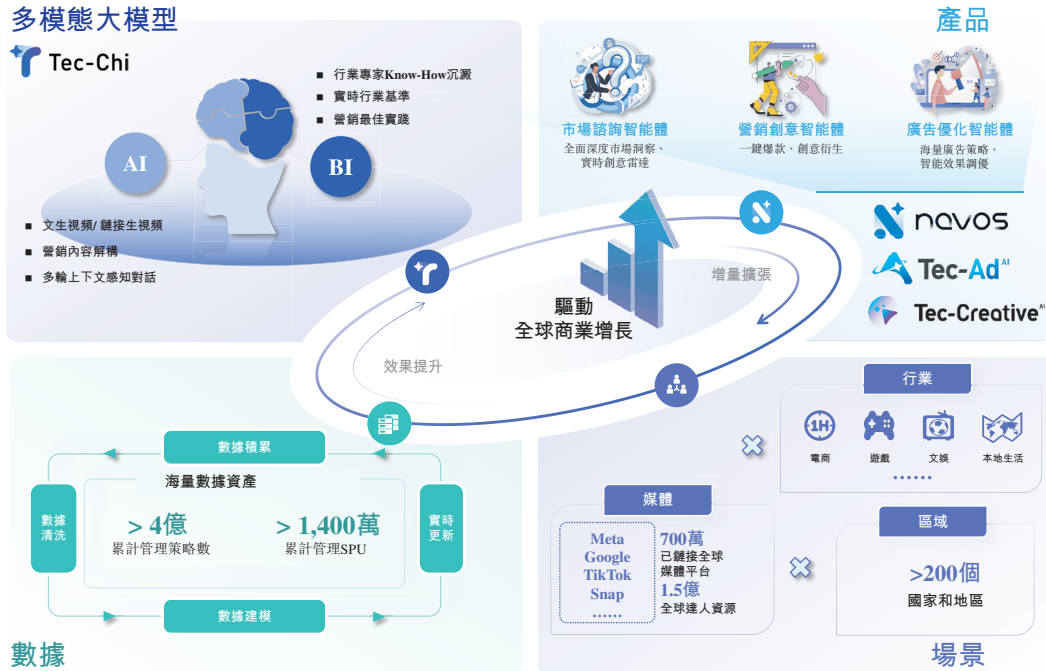 多模態大模型
Tec-Chi
行業專家Know-How沉澱
實時行業基準
營銷最佳實踐
AI
BI
文生視頻/鏈接生視頻
營銷內容解構
多輪上下文感知對話
產品
市場諮詢智能體
全面深度市場洞察、
實時創意雷達
營銷創意智能體
一鍵爆款、創意衍生
廣告優化智能體
海量廣告策略、
智能效果調優
navos
Tec-Ad AI
Tec-Creative AI
增量擴張
驅動
全球商業增長
效果提升
數據積累
海量數據資產
數據
清洗
> 4億
累計管理策略數
> 1,400萬
累計管理SPU
實時
更新
數據建模
數據
行業
1H
電商
遊戲
文娛
本地生活
......
媒體
Meta
Google
TikTok
Snap
......
700萬
已鏈接全球
媒體平台
1.5億
全球達人資源
區域
>200個
國家和地區
場景